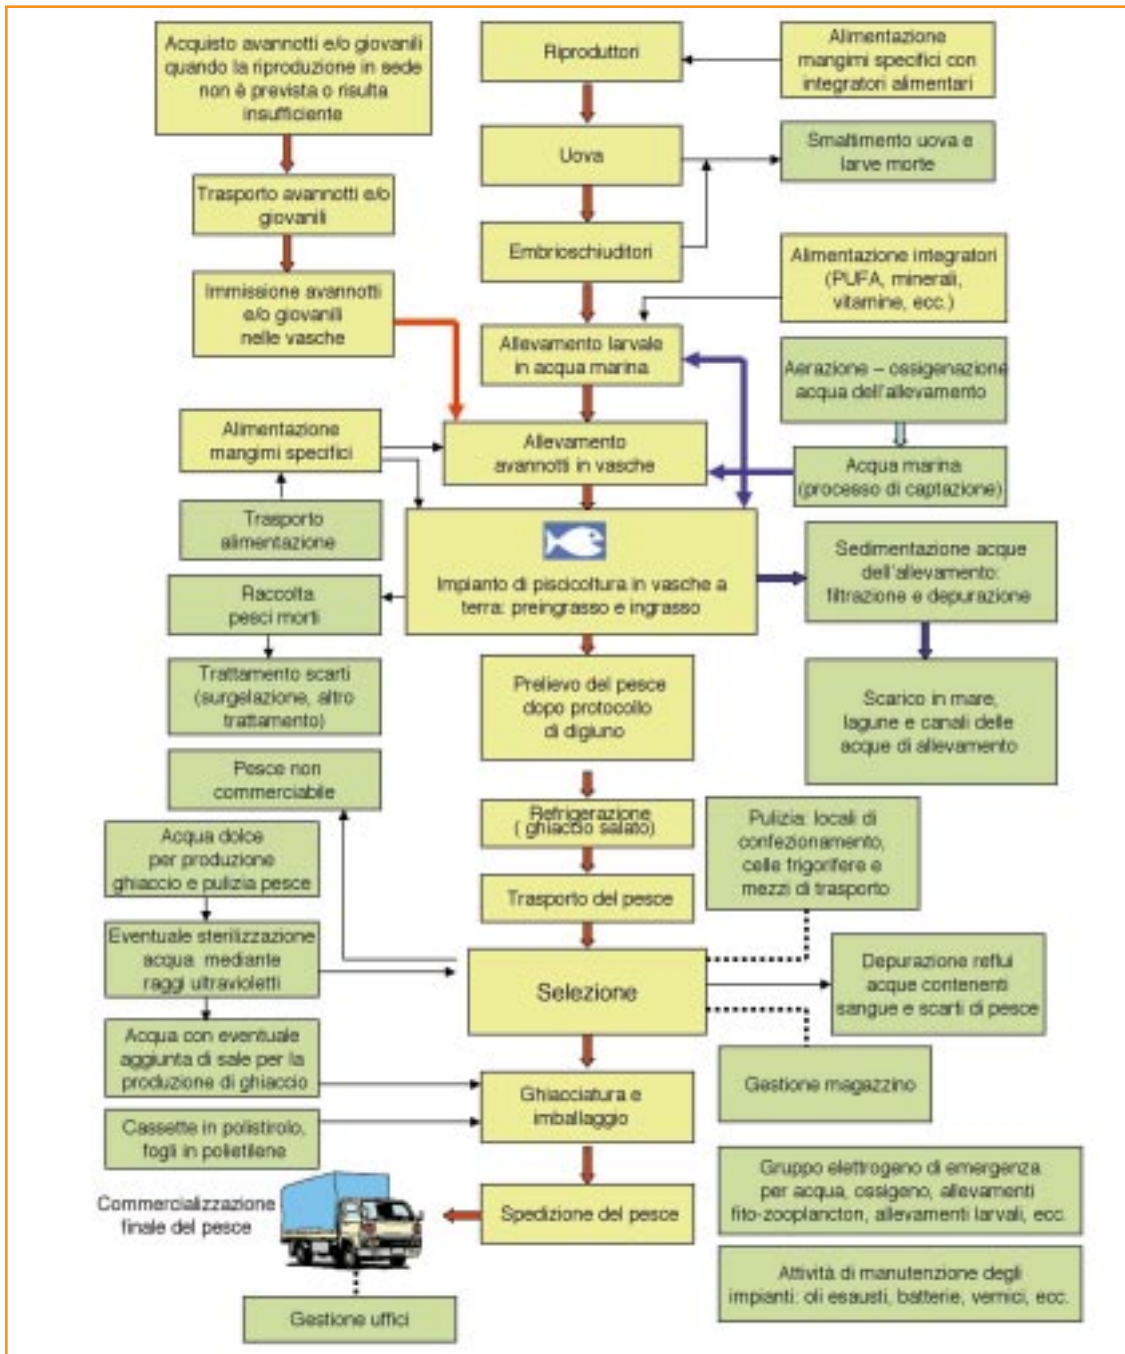 Acquisto avannotti e/o giovanili
quando la riproduzione in sede
non è prevista o risulta
insufficiente
Riproduttori
Alimentazione
mangimi specifici con
integratori alimentari
Uova
Smaltimento uova e
larve morte
Trasporto avannotti e/o
giovanili
Embrioschiuditori
Alimentazione integratori
(PUFA, minerali,
vitamine, ecc.)
Immissione avannotti
e/o giovanili
nelle vasche
Allevamento larvale
in acqua marina
Aerazione – ossigenazione
acqua dell'allevamento
Alimentazione
mangimi specifici
Allevamento
avannotti in vasche
Acqua marina
(processo di captazione)
Trasporto
alimentazione
Impianto di piscicoltura in vasche a
terra: preingrasso e ingrasso
Sedimentazione acque
dell'allevamento:
filtrazione e depurazione
Raccolta
pesci morti
Trattamento scarti
(surgelazione, altro
trattamento)
Prelievo del pesce
dopo protocollo
di digiuno
Scarico in mare,
lagune e canali delle
acque di allevamento
Pesce non
commerciabile
Refrigerazione
( ghiaccio salato)
Pulizia: locali di
confezionamento,
celle frigorifere e
mezzi di trasporto
Acqua dolce
per produzione
ghiaccio e pulizia pesce
Trasporto del pesce
Eventuale sterilizzazione
acqua mediante
raggi ultravioletti
Selezione
Depurazione reflui
acque contenenti
sangue e scarti di pesce
Acqua con eventuale
aggiunta di sale per la
produzione di ghiaccio
Ghiacciatura e
imballaggio
Gestione magazzino
Cassette in polistirolo,
fogli in polietilene
Gruppo elettrogeno di emergenza
per acqua, ossigeno, allevamenti
fito-zooplancton, allevamenti larvali, ecc.
Commercializzazione
finale del pesce
Spedizione del pesce
Attività di manutenzione degli
impianti: oli esausti, batterie, vernici, ecc.
Gestione uffici